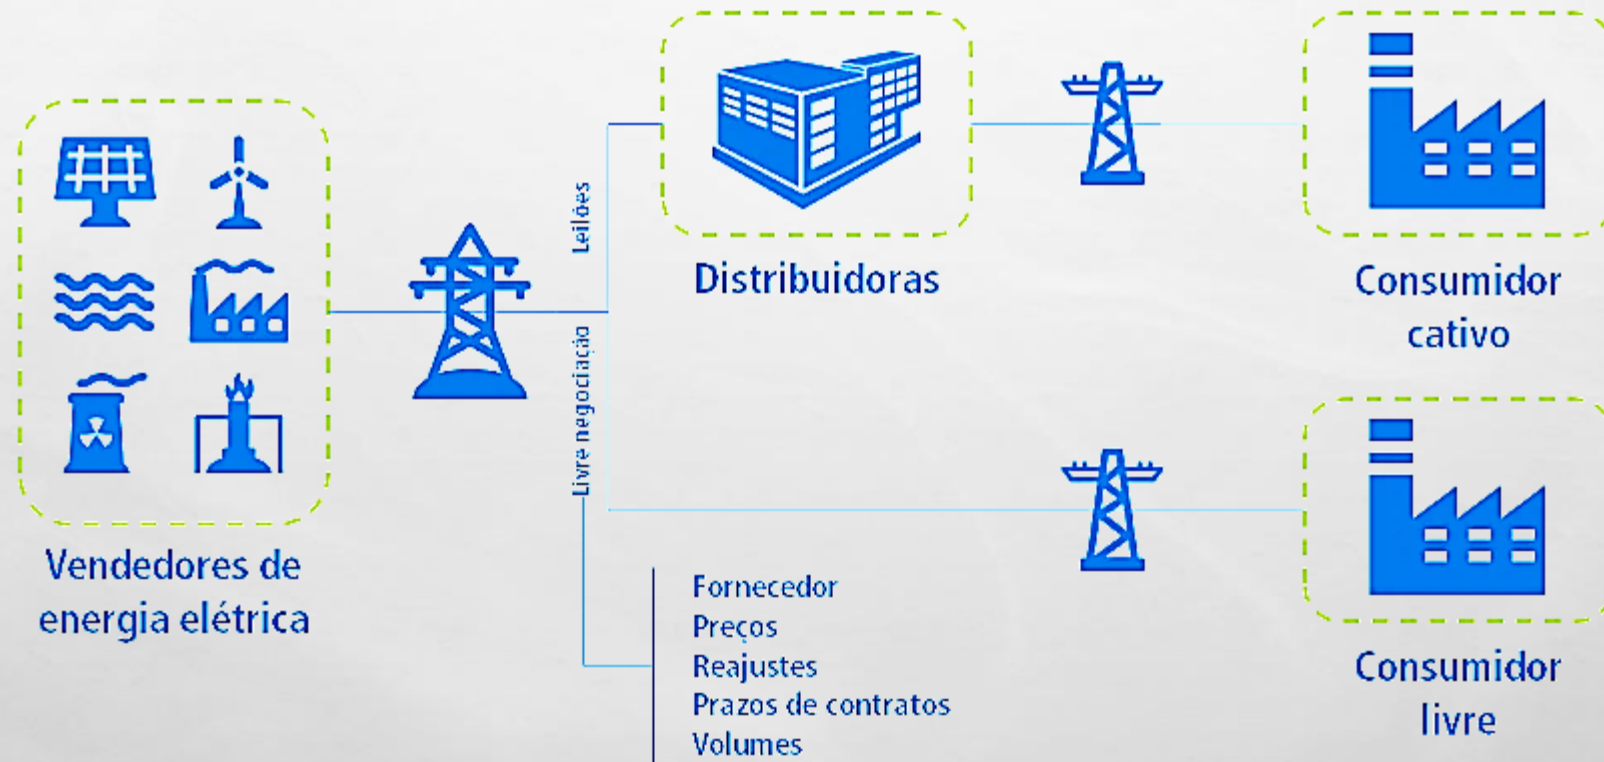 Vendedores de
energia elétrica
Leilões
Livre negociação
Distribuidoras
Consumidor
cativo
Fornecedor
Preços
Reajustes
Prazos de contratos
Volumes
Consumidor
livre